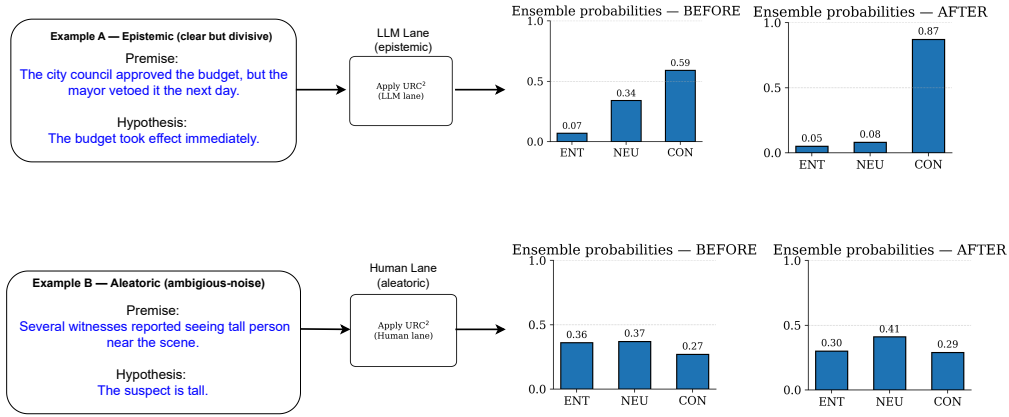 Example A — Epistemic (clear but divisive)
Premise:
The city council approved the budget, but the
mayor vetoed it the next day.
Hypothesis:
The budget took effect immediately.
LLM Lane
(epistemic)
Apply URC²
(LLM lane)
Ensemble probabilities — BEFORE
1.0
0.5
0.0
0.07
0.34
0.59
ENT NEU CON
Ensemble probabilities — AFTER
1.0
0.5
0.0
0.05
0.08
0.87
ENT NEU CON
Example B — Aleatoric (ambigious-noise)
Premise:
Several witnesses reported seeing tall person
near the scene.
Hypothesis:
The suspect is tall.
Human Lane
(aleatoric)
Apply URC²
(Human lane)
Ensemble probabilities — BEFORE
1.0
0.5
0.0
0.36
0.37
0.27
ENT NEU CON
Ensemble probabilities — AFTER
1.0
0.5
0.0
0.30
0.41
0.29
ENT NEU CON